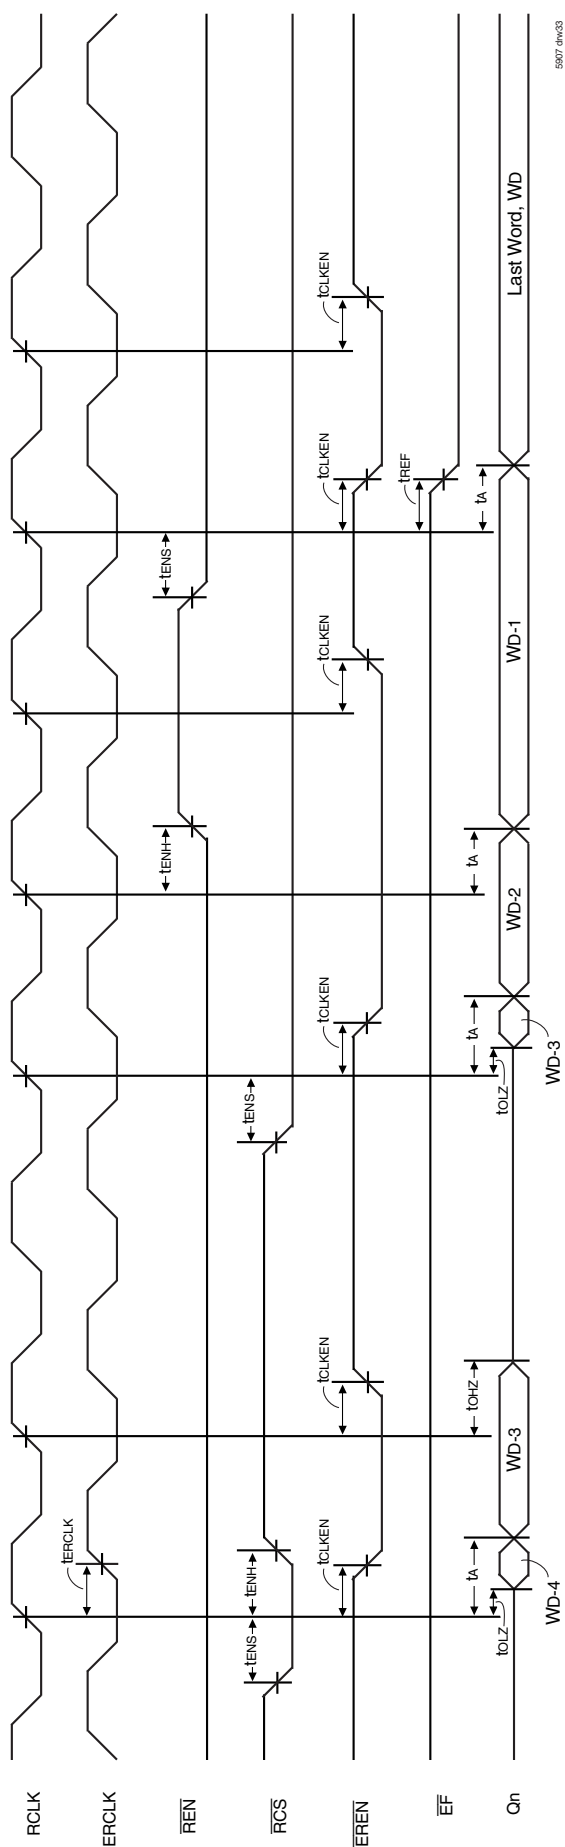 RCLK
tERCLK
ERCLK
tENH
tENS
REN
tENS
tENH
tENS
RCS
tCLKEN
tCLKEN
tCLKEN
tCLKEN
tCLKEN
tCLKEN
EREN
tREF
EF
tA
tOHZ
tA
tA
tA
tOLZ
tOLZ
Qn
WD-4
WD-3
WD-3
WD-2
WD-1
Last Word, WD
5907 drw33